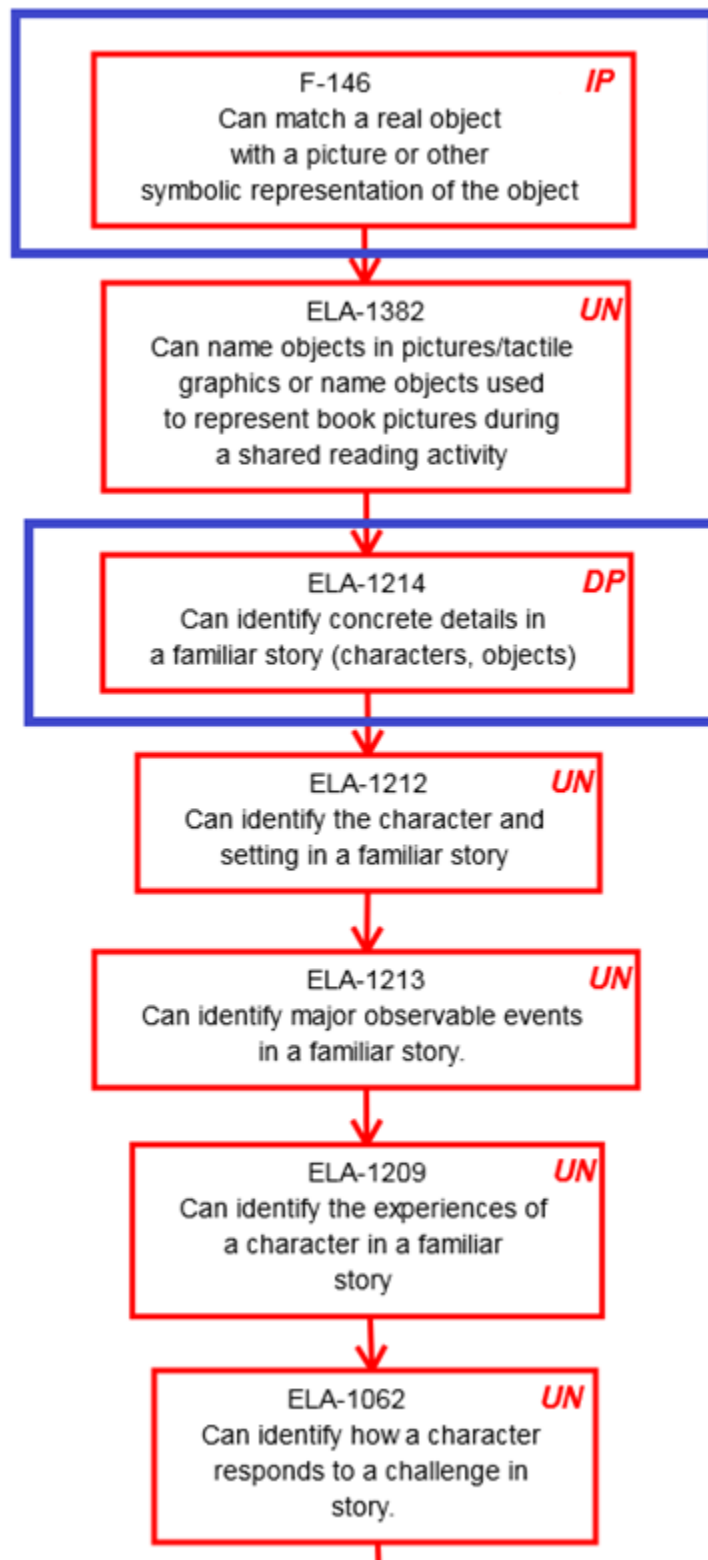 F-146
IP
Can match a real object
with a picture or other
symbolic representation of the object
ELA-1382
UN
Can name objects in pictures/tactile
graphics or name objects used
to represent book pictures during
a shared reading activity
ELA-1214
DP
Can identify concrete details in
a familiar story (characters, objects)
ELA-1212
UN
Can identify the character and
setting in a familiar story
ELA-1213
UN
Can identify major observable events
in a familiar story.
ELA-1209
UN
Can identify the experiences of
a character in a familiar
story
ELA-1062
UN
Can identify how a character
responds to a challenge in
story.